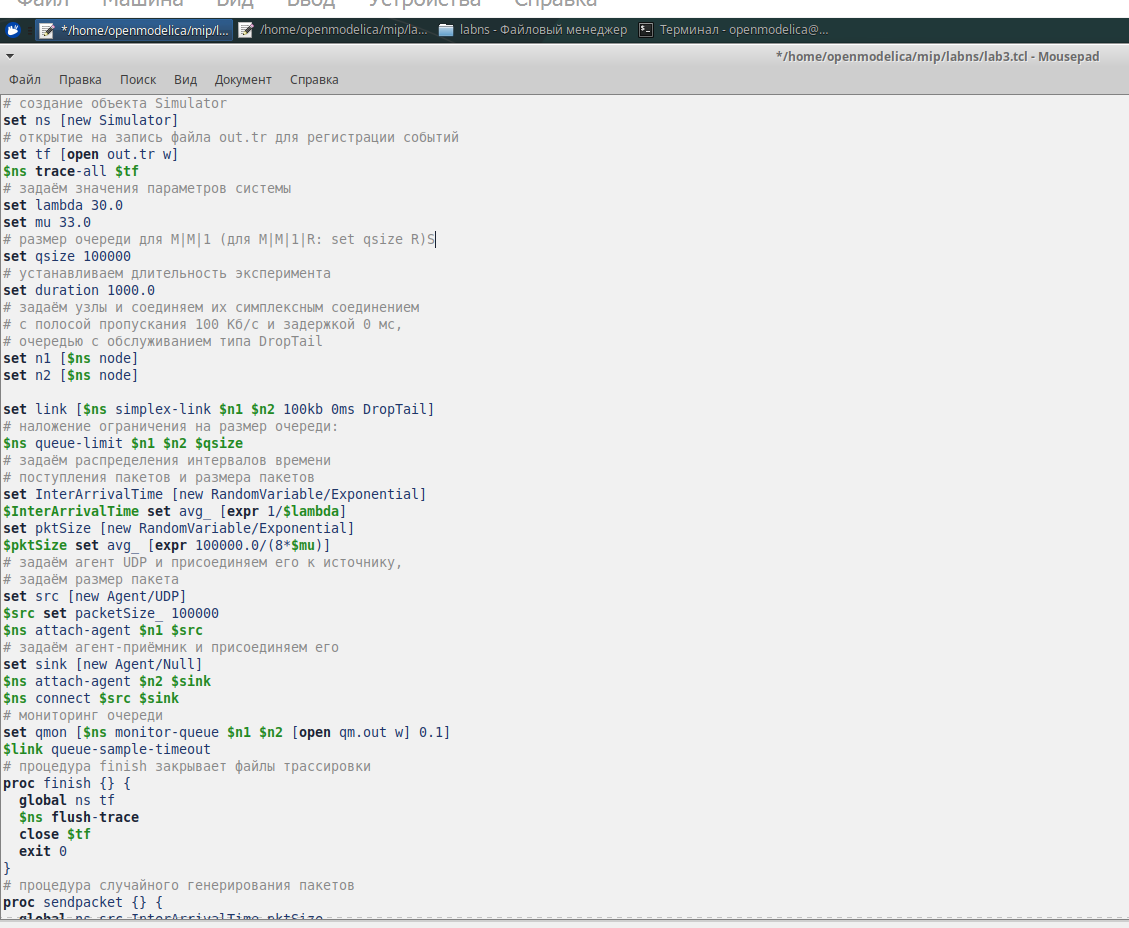 Файл Машина Вид Ввод Устройства Справка
*/home/openmodelica/mip/l... /home/openmodelica/mip/la... labns - Файловый менеджер Терминал - openmodelica@...
*/home/openmodelica/mip/labns/lab3.tcl - Mousepad
Файл Правка Поиск Вид Документ Справка
# создание объекта Simulator
set ns [new Simulator]
# открытие на запись файла out.tr для регистрации событий
set tf [open out.tr w]
$ns trace-all $tf
# задаём значения параметров системы
set lambda 30.0
set mu 33.0
# размер очереди для M|M|1 (для M|M|1|R: set qsize R)S
set qsize 100000
# устанавливаем длительность эксперимента
set duration 1000.0
# задаём узлы и соединяем их симплексным соединением
# с полосой пропускания 100 Кб/с и задержкой 0 мс,
# очередью с обслуживанием типа DropTail
set n1 [$ns node]
set n2 [$ns node]

set link [$ns simplex-link $n1 $n2 100kb 0ms DropTail]
# наложение ограничения на размер очереди:
$ns queue-limit $n1 $n2 $qsize
# задаём распределения интервалов времени
# поступления пакетов и размера пакетов
set InterArrivalTime [new RandomVariable/Exponential]
$InterArrivalTime set avg_ [expr 1/$lambda]
set pktSize [new RandomVariable/Exponential]
$pktSize set avg_ [expr 100000.0/(8*$mu)]
# задаём агент UDP и присоединяем его к источнику,
# задаём размер пакета
set src [new Agent/UDP]
$src set packetSize_ 100000
$ns attach-agent $n1 $src
# задаём агент-приёмник и присоединяем его
set sink [new Agent/Null]
$ns attach-agent $n2 $sink
$ns connect $src $sink
# мониторинг очереди
set qmon [$ns monitor-queue $n1 $n2 [open qm.out w] 0.1]
$link queue-sample-timeout
# процедура finish закрывает файлы трассировки
proc finish {} {
  global ns tf
  $ns flush-trace
  close $tf
  exit 0
}
# процедура случайного генерирования пакетов
proc sendpacket {} {
  global ns src InterArrivalTime pktSize